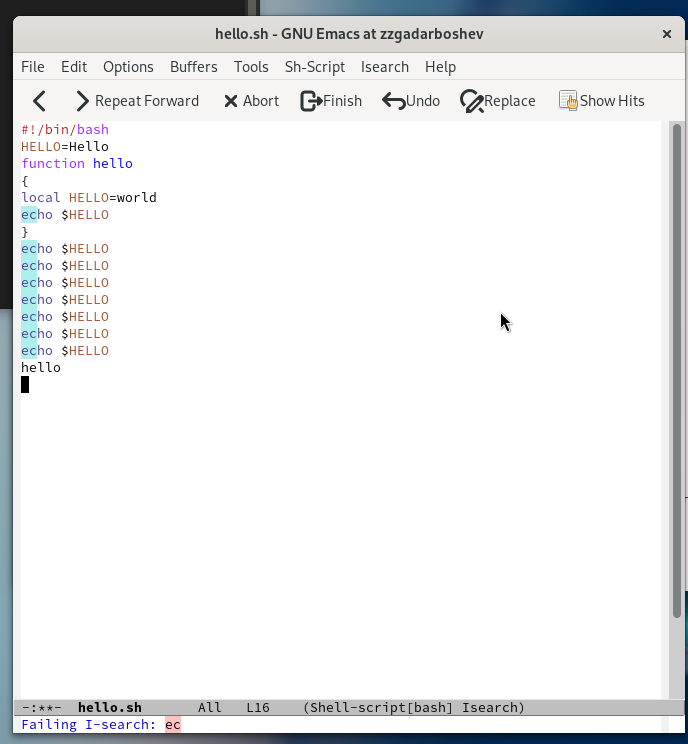 hello.sh - GNU Emacs at zzgadarboshev ×
File Edit Options Buffers Tools Sh-Script Isearch Help
Repeat Forward Abort Finish Undo Replace Show Hits
#!/bin/bash
HELLO=Hello
function hello
{
local HELLO=world
echo $HELLO
}
echo $HELLO
echo $HELLO
echo $HELLO
echo $HELLO
echo $HELLO
echo $HELLO
echo $HELLO
hello
-:**- hello.sh All L16 (Shell-script[bash] Isearch)
Failing I-search: ec